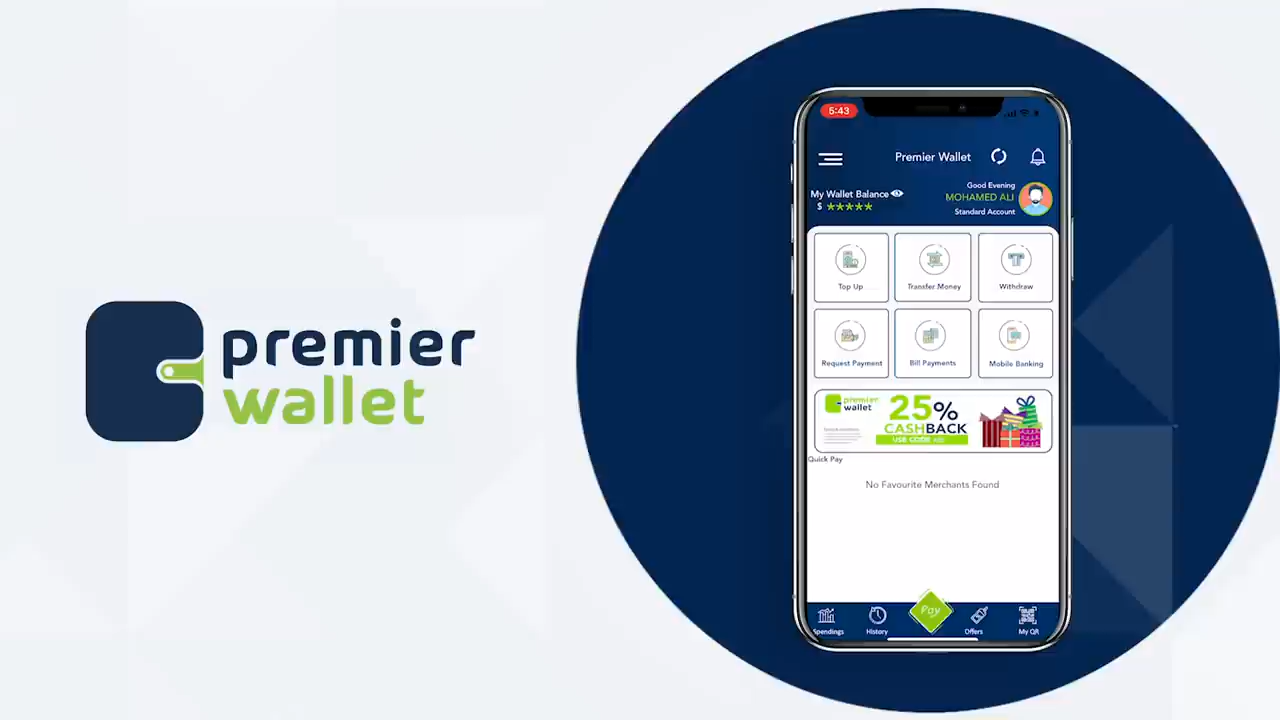 premier
wallet
5:43
Premier Wallet
My Wallet Balance
$ *****
Good Evening
MOHAMED ALI
Standard Account
Top Up
Transfer Money
Withdraw
Request Payment
Bill Payments
Mobile Banking
premier
wallet
25%
CASHBACK
USE CODE
Quick Pay
No Favourite Merchants Found
Spendings
History
Pay
Offers
My QR